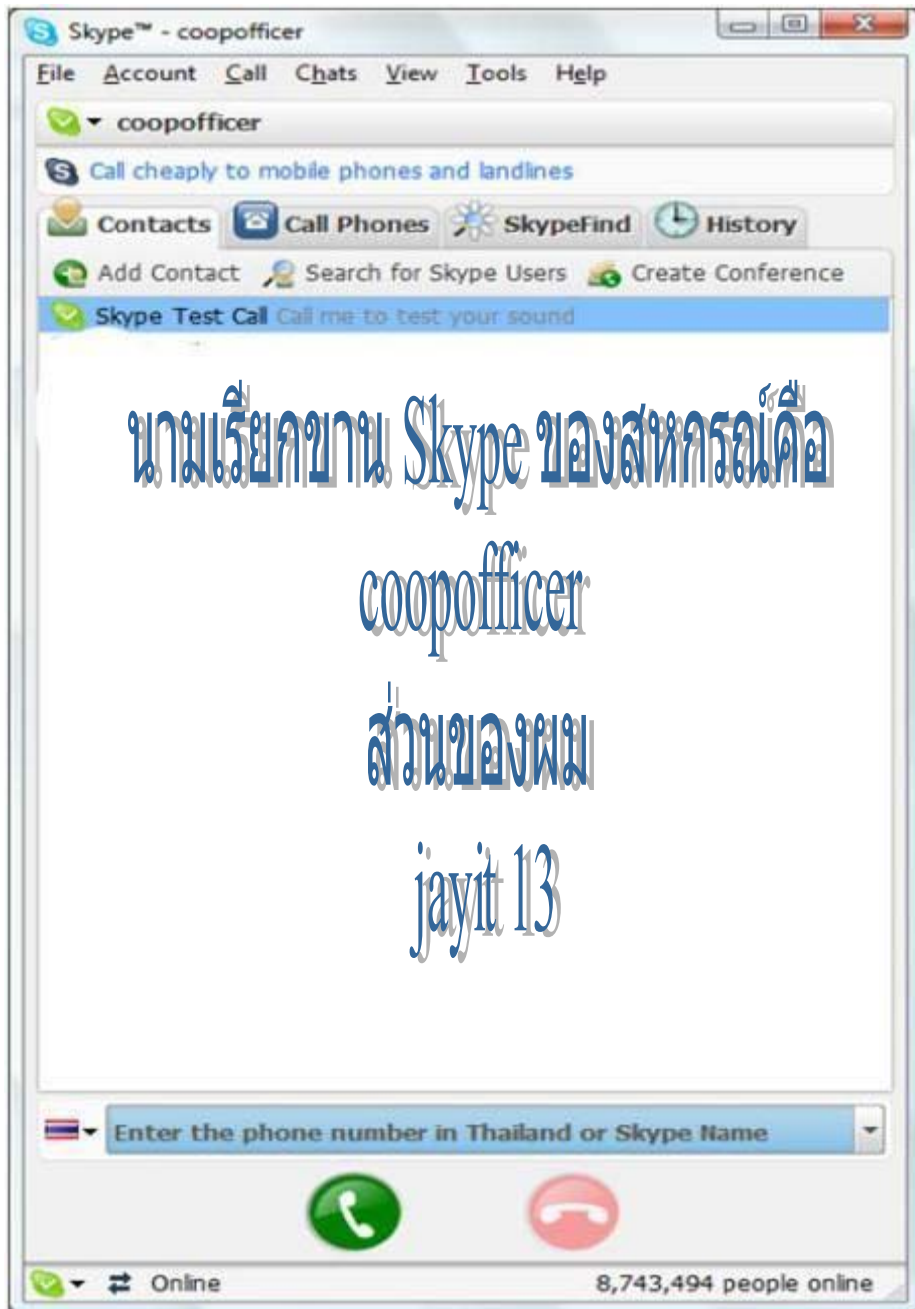 Skype™ - coopofficer
File Account Call Chats View Tools Help
coopofficer
Call cheaply to mobile phones and landlines
Contacts Call Phones SkypeFind History
Add Contact Search for Skype Users Create Conference
Skype Test Call Call me to test your sound
นามเรียกขาน Skype ของสหกรณ์คือ
coopofficer
ส่วนของผม
jayit 13
Enter the phone number in Thailand or Skype Name
Online 8,743,494 people online